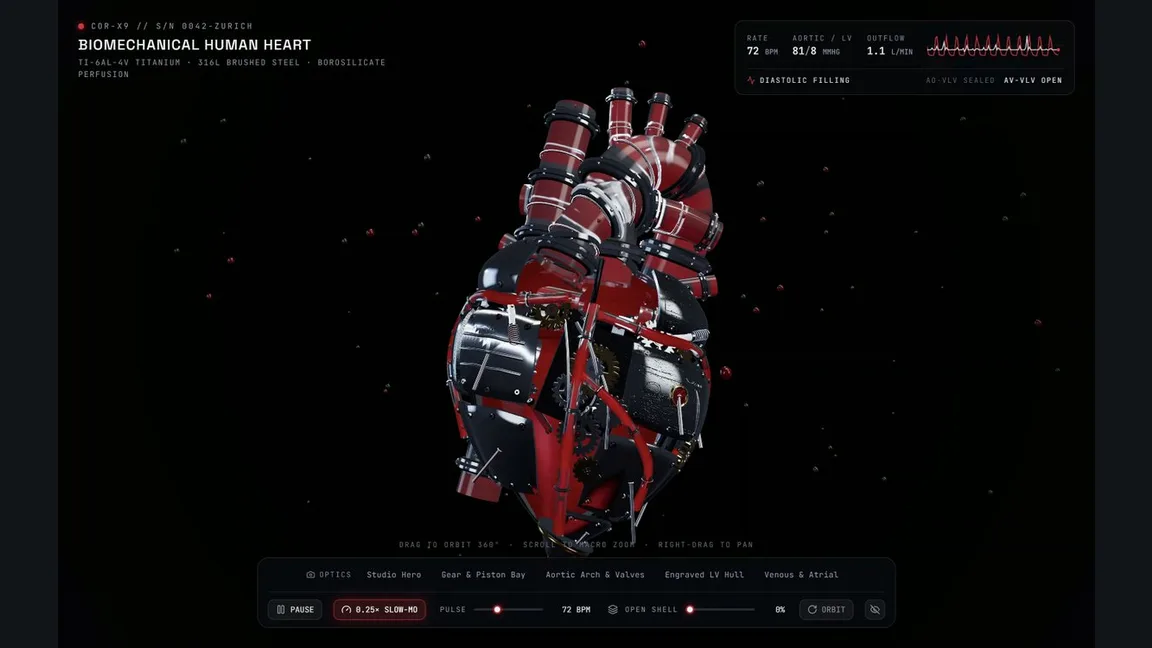 COR-X9 // S/N 0042-ZURICH
BIOMECHANICAL HUMAN HEART
TI-6AL-4V TITANIUM · 316L BRUSHED STEEL · BOROSILICATE
PERFUSION
RATE AORTIC / LV OUTFLOW
72 BPM 81/8 MMHG 1.1 L/MIN
DIASTOLIC FILLING AO-VLV SEALED AV-VLV OPEN
DRAG TO ORBIT 360° · SCROLL TO MACRO ZOOM · RIGHT-DRAG TO PAN
OPTICS Studio Hero Gear & Piston Bay Aortic Arch & Valves Engraved LV Hull Venous & Atrial
PAUSE 0.25× SLOW-MO PULSE 72 BPM OPEN SHELL 0% ORBIT